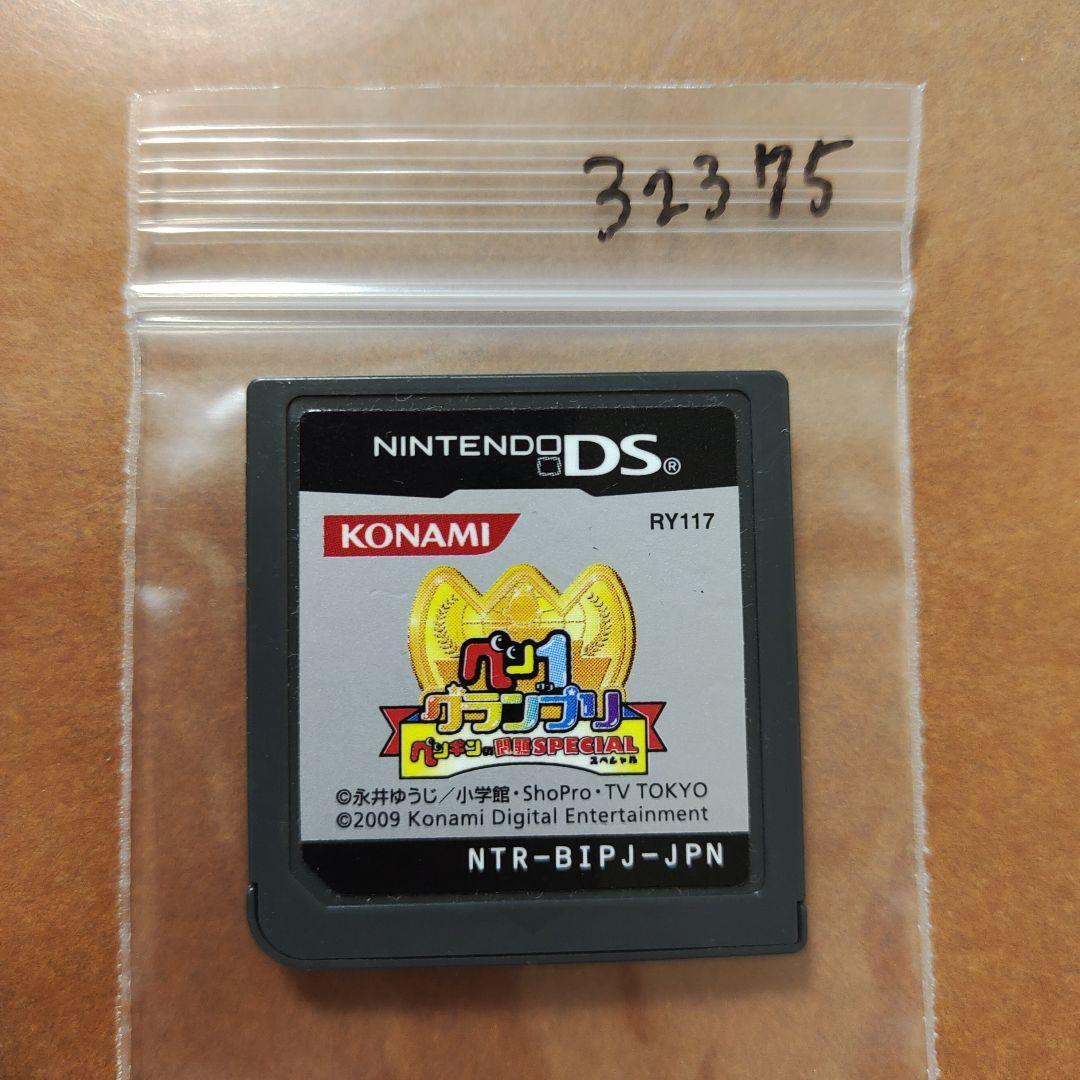 32375
NINTENDO DS®
KONAMI
RY117
ペン1
グランプリ
ペンギンの問題SPECIAL
スペシャル
©永井ゆうじ／小学館・ShoPro・TV TOKYO
©2009 Konami Digital Entertainment
NTR-BIPJ-JPN